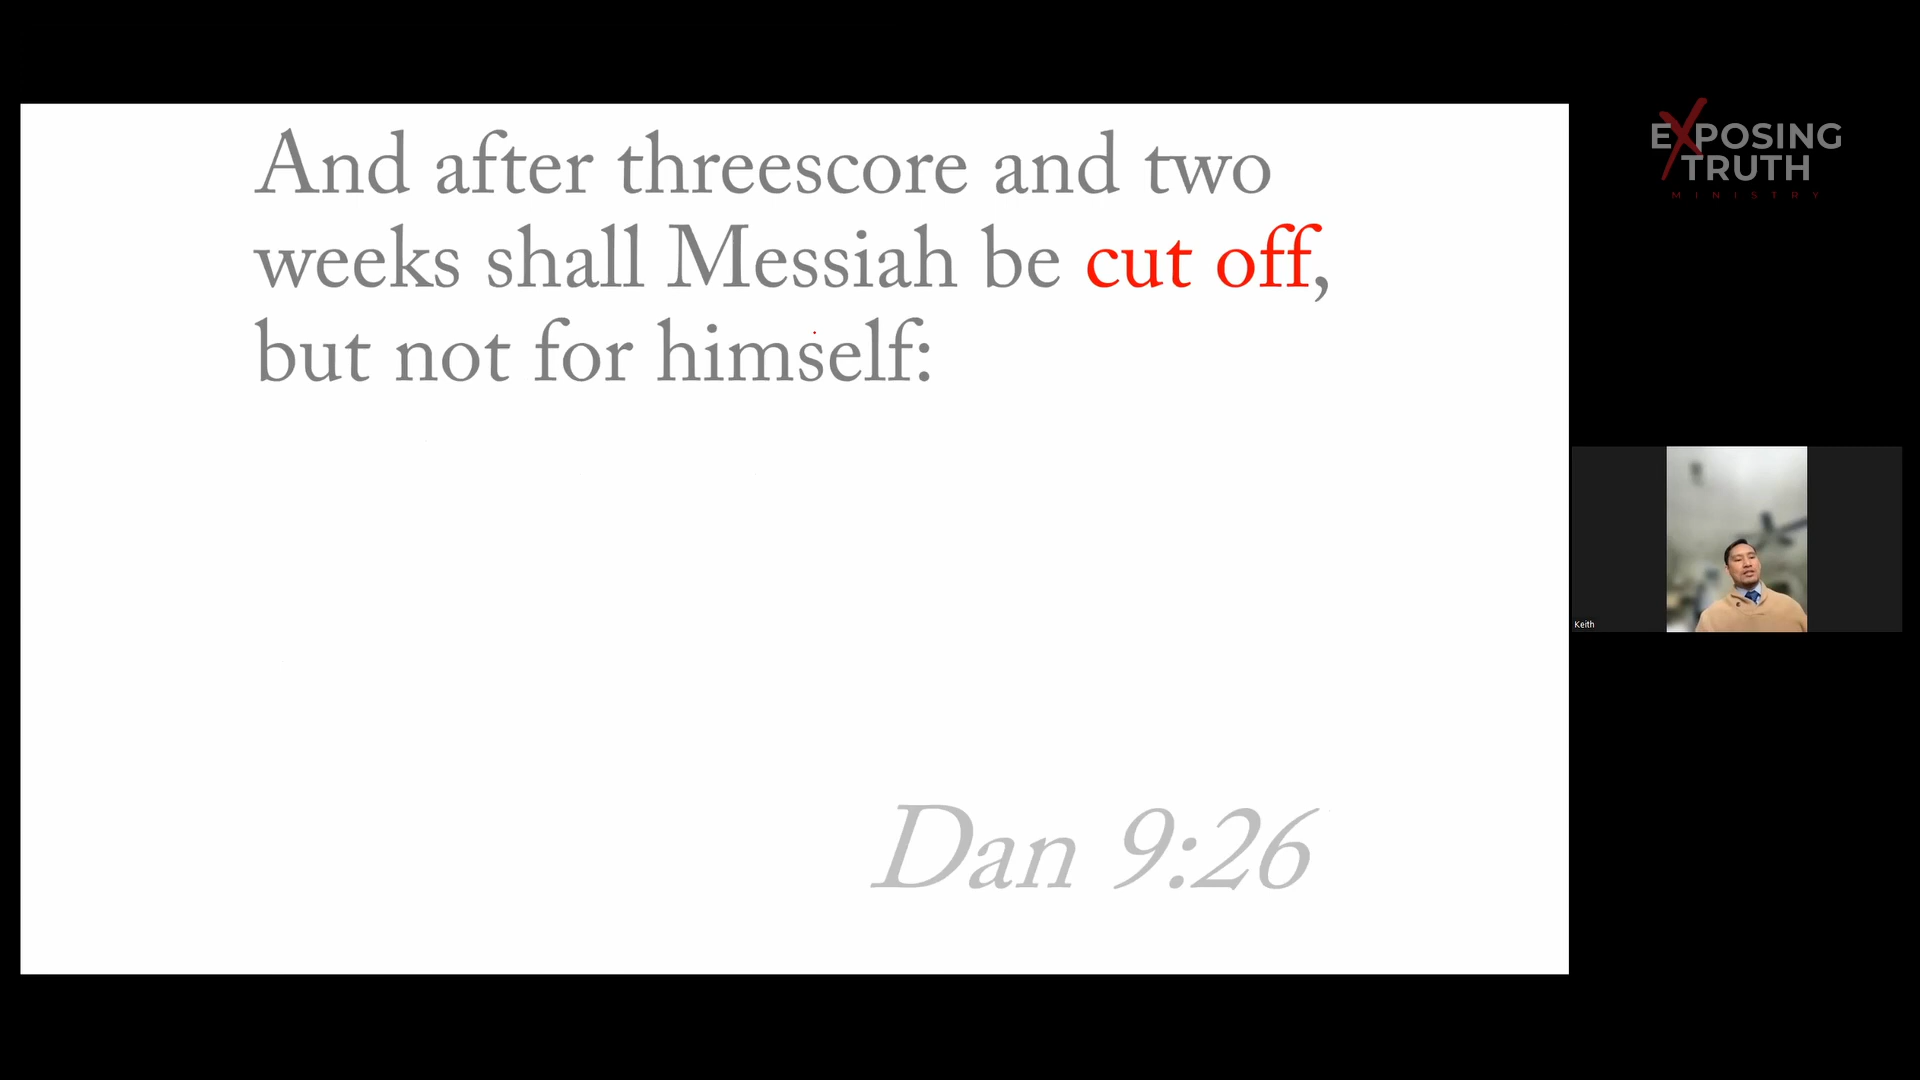 And after threescore and two
weeks shall Messiah be cut off,
but not for himself:
Dan 9:26
EXPOSING
TRUTH
MINISTRY
Keith